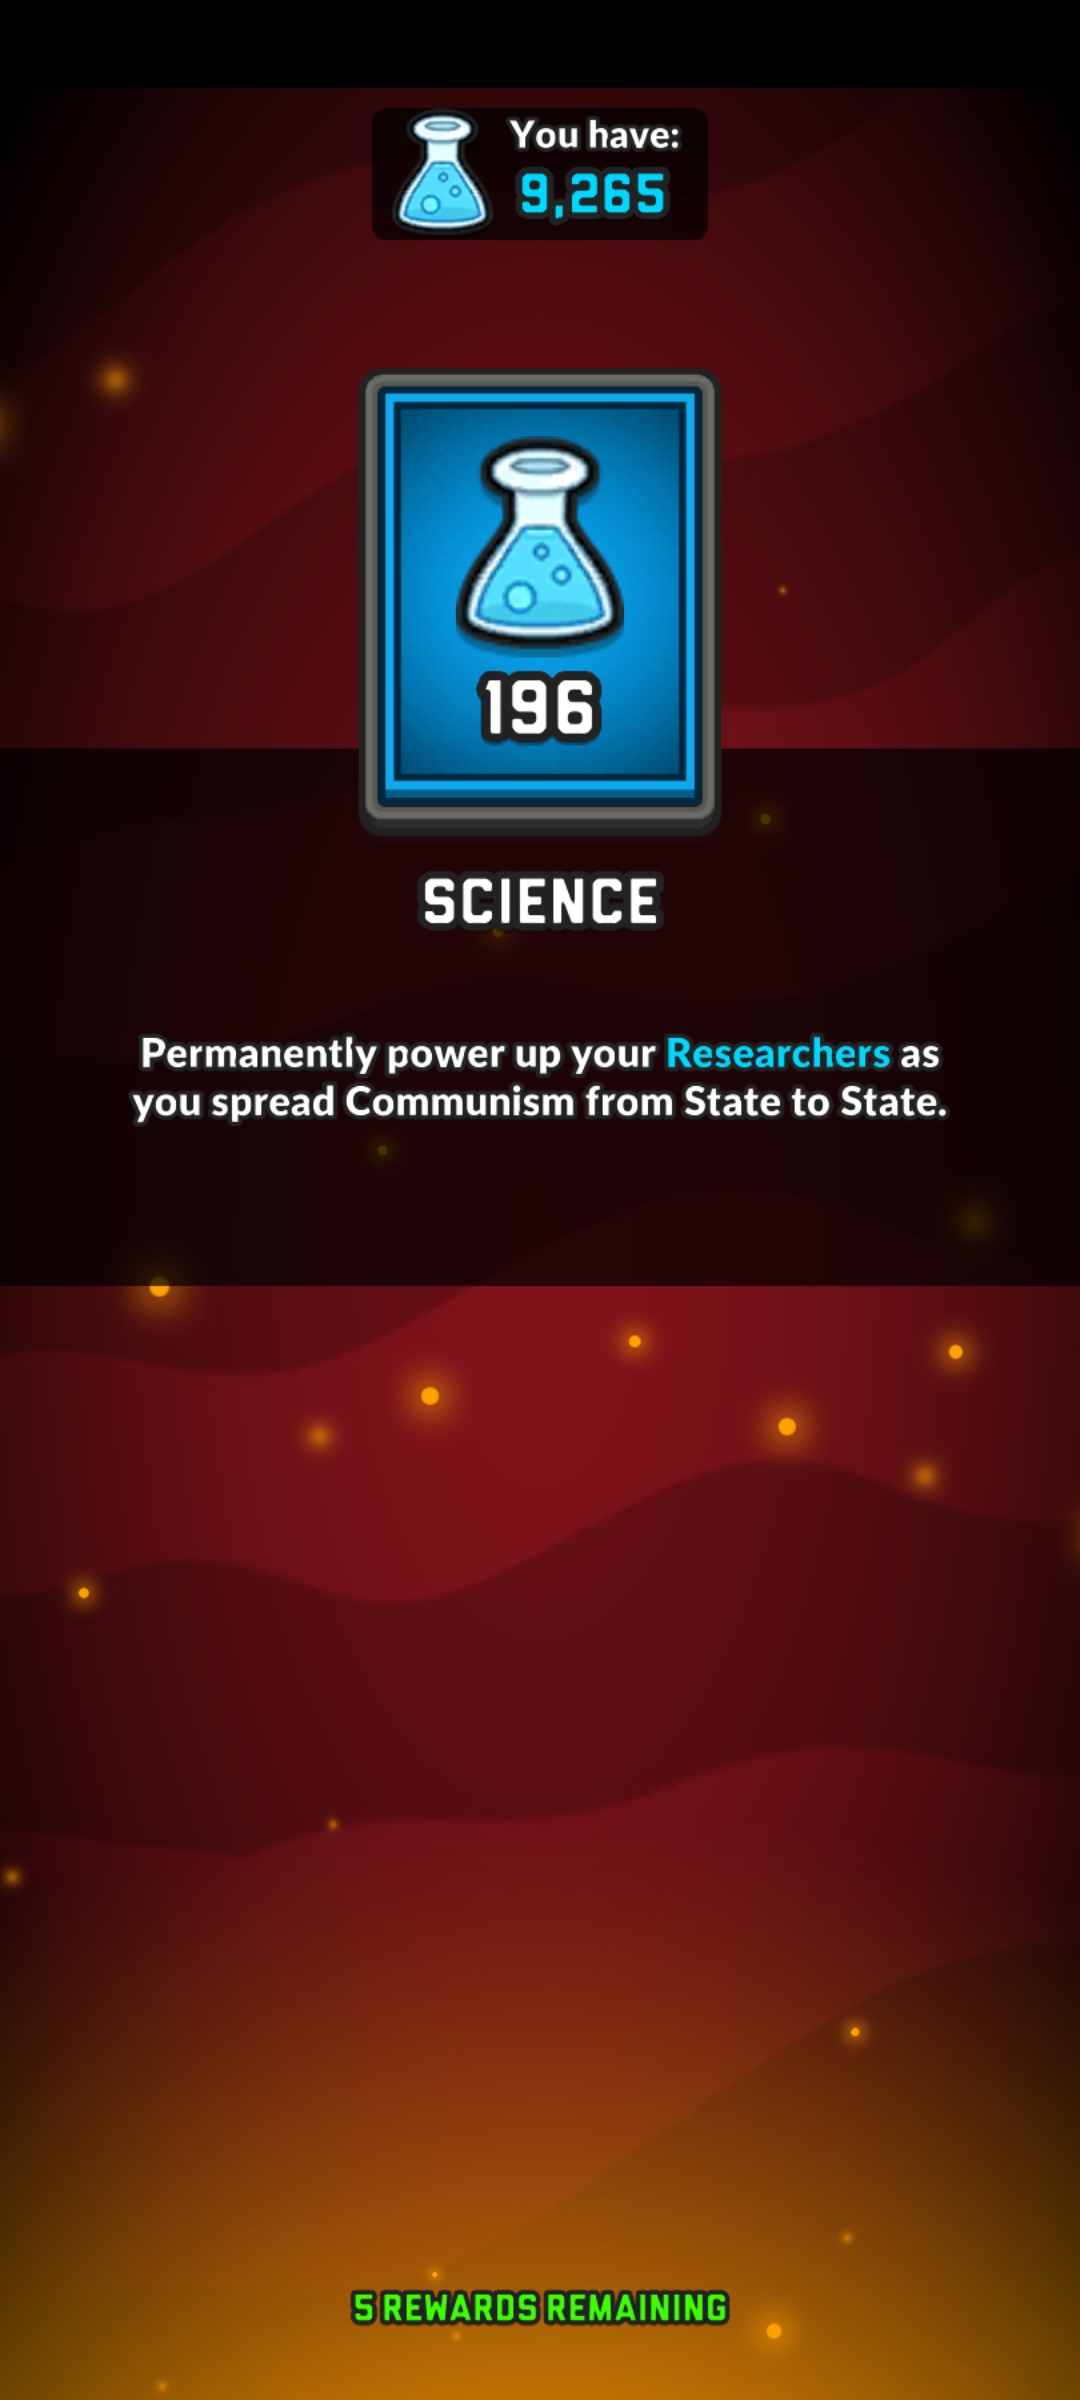 You have:
9,265
196
SCIENCE
Permanently power up your Researchers as
you spread Communism from State to State.
5 REWARDS REMAINING